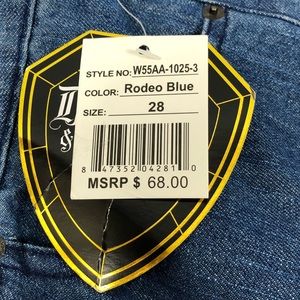 STYLE NO: W55AA-1025-3
COLOR: Rodeo Blue
SIZE: 28
8 47352 04281 0
MSRP $ 68.00
&